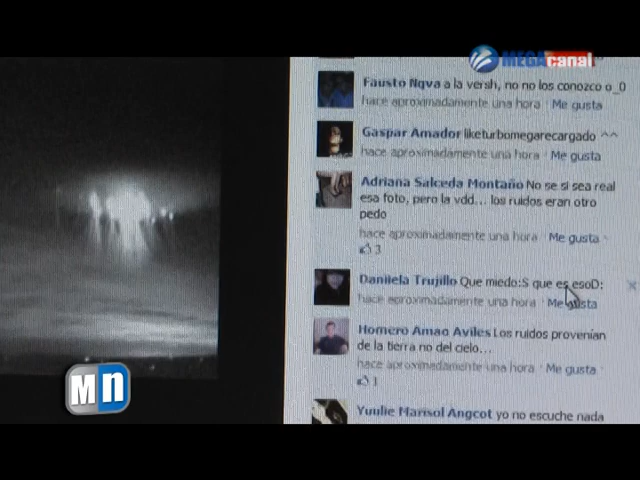 MEGAcanal
Fausto Nqva a la versh, no no los conozco o_0
hace aproximadamente una hora · Me gusta
Gaspar Amador liketurbomegarecargado ^^
hace aproximadamente una hora · Me gusta
Adriana Salceda Montaño No se si sea real
esa foto, pero la vdd... los ruidos eran otro
pedo
hace aproximadamente una hora · Me gusta ·
3
Daniiela Trujillo Que miedo:S que es esoD:
hace aproximadamente una hora · Me gusta
Homero Amao Aviles Los ruidos provenían
de la tierra no del cielo...
hace aproximadamente una hora · Me gusta ·
1
Yuulie Marisol Angcot yo no escuche nada
Mn